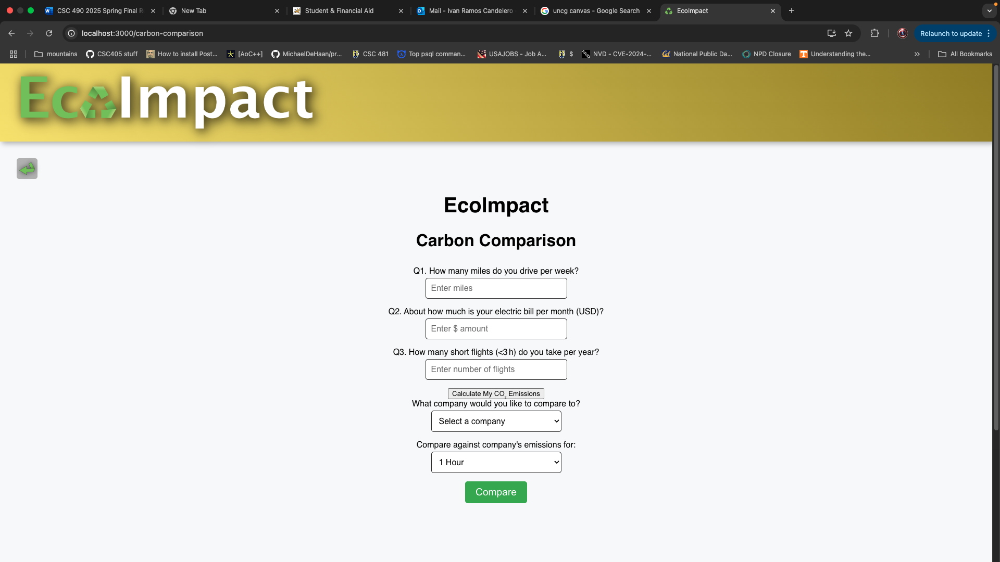 CSC 490 2025 Spring Final R
New Tab
Student & Financial Aid
Mail - Ivan Ramos Candelero
uncg canvas - Google Search
EcoImpact
localhost:3000/carbon-comparison
Relaunch to update
mountains
CSC405 stuff
How to install Post...
[AoC++]
MichaelDeHaan/pr...
CSC 481
Top psql comman...
USAJOBS - Job A...
$
NVD - CVE-2024-...
National Public Da...
NPD Closure
Understanding the...
All Bookmarks
EcoImpact
EcoImpact
Carbon Comparison
Q1. How many miles do you drive per week?
Enter miles
Q2. About how much is your electric bill per month (USD)?
Enter $ amount
Q3. How many short flights (<3 h) do you take per year?
Enter number of flights
Calculate My CO₂ Emissions
What company would you like to compare to?
Select a company
Compare against company's emissions for:
1 Hour
Compare